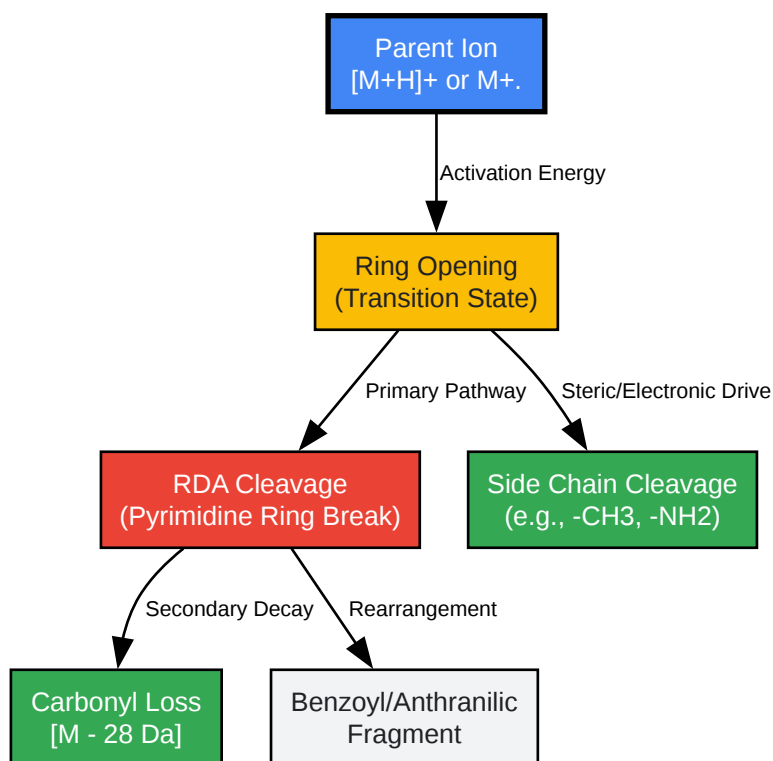 Parent Ion
[M+H]+ or M+.
Activation Energy
Ring Opening
(Transition State)
Primary Pathway
Steric/Electronic Drive
RDA Cleavage
(Pyrimidine Ring Break)
Side Chain Cleavage
(e.g., -CH3, -NH2)
Secondary Decay
Rearrangement
Carbonyl Loss
[M - 28 Da]
Benzoyl/Anthranilic
Fragment